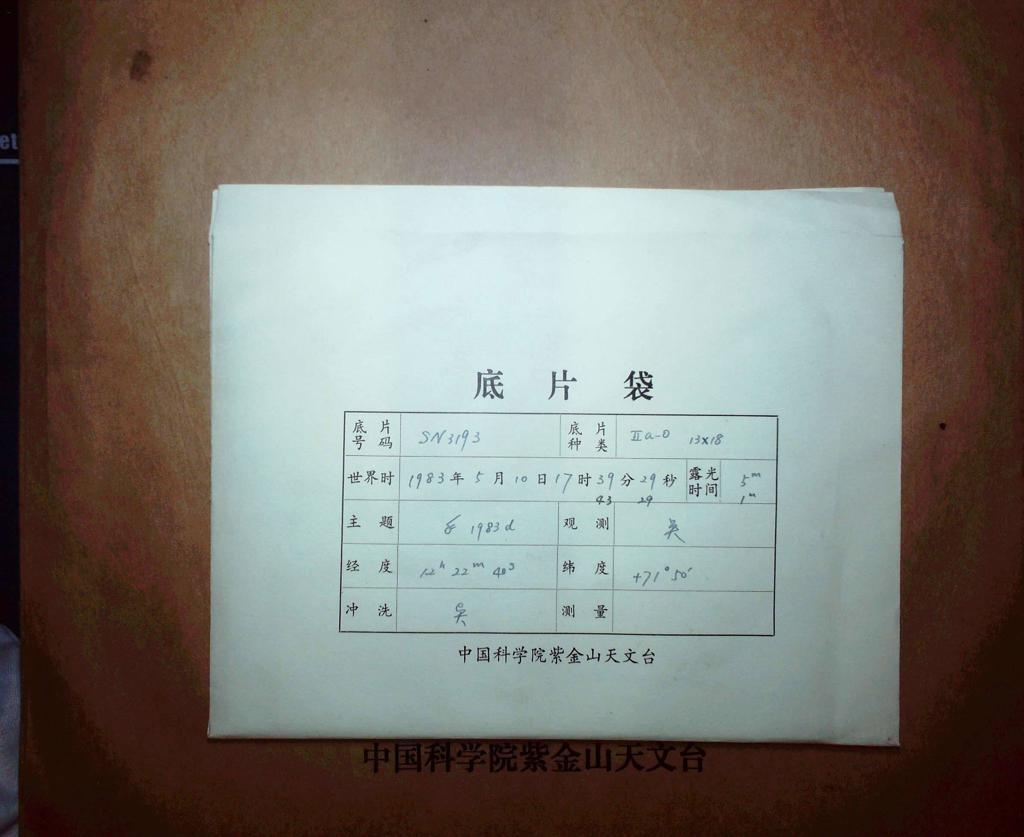 et
底片袋
底片号码 SN3193 底片种类 IIa-O 13x18
世界时 1983年5月10日17时39分29秒 露光时间 5m
43 29 1m
主题 1983d 观测 吴
经度 12h 22m 40s 纬度 +71°50′
冲洗 吴 测量
中国科学院紫金山天文台
中国科学院紫金山天文台